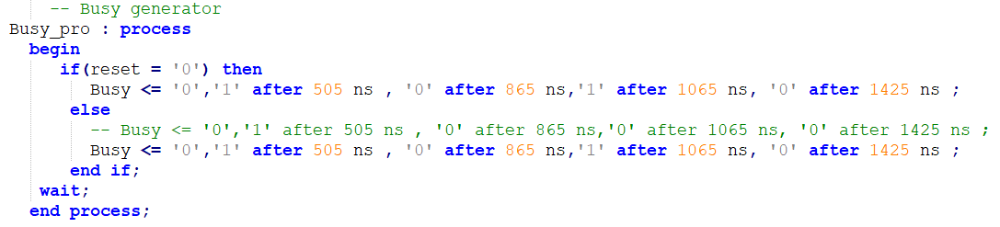 -- Busy generator
Busy_pro : process
begin
if(reset = '0') then
Busy <= '0','1' after 505 ns , '0' after 865 ns,'1' after 1065 ns, '0' after 1425 ns ;
else
-- Busy <= '0','1' after 505 ns , '0' after 865 ns,'0' after 1065 ns, '0' after 1425 ns ;
Busy <= '0','1' after 505 ns , '0' after 865 ns,'1' after 1065 ns, '0' after 1425 ns ;
end if;
wait;
end process;